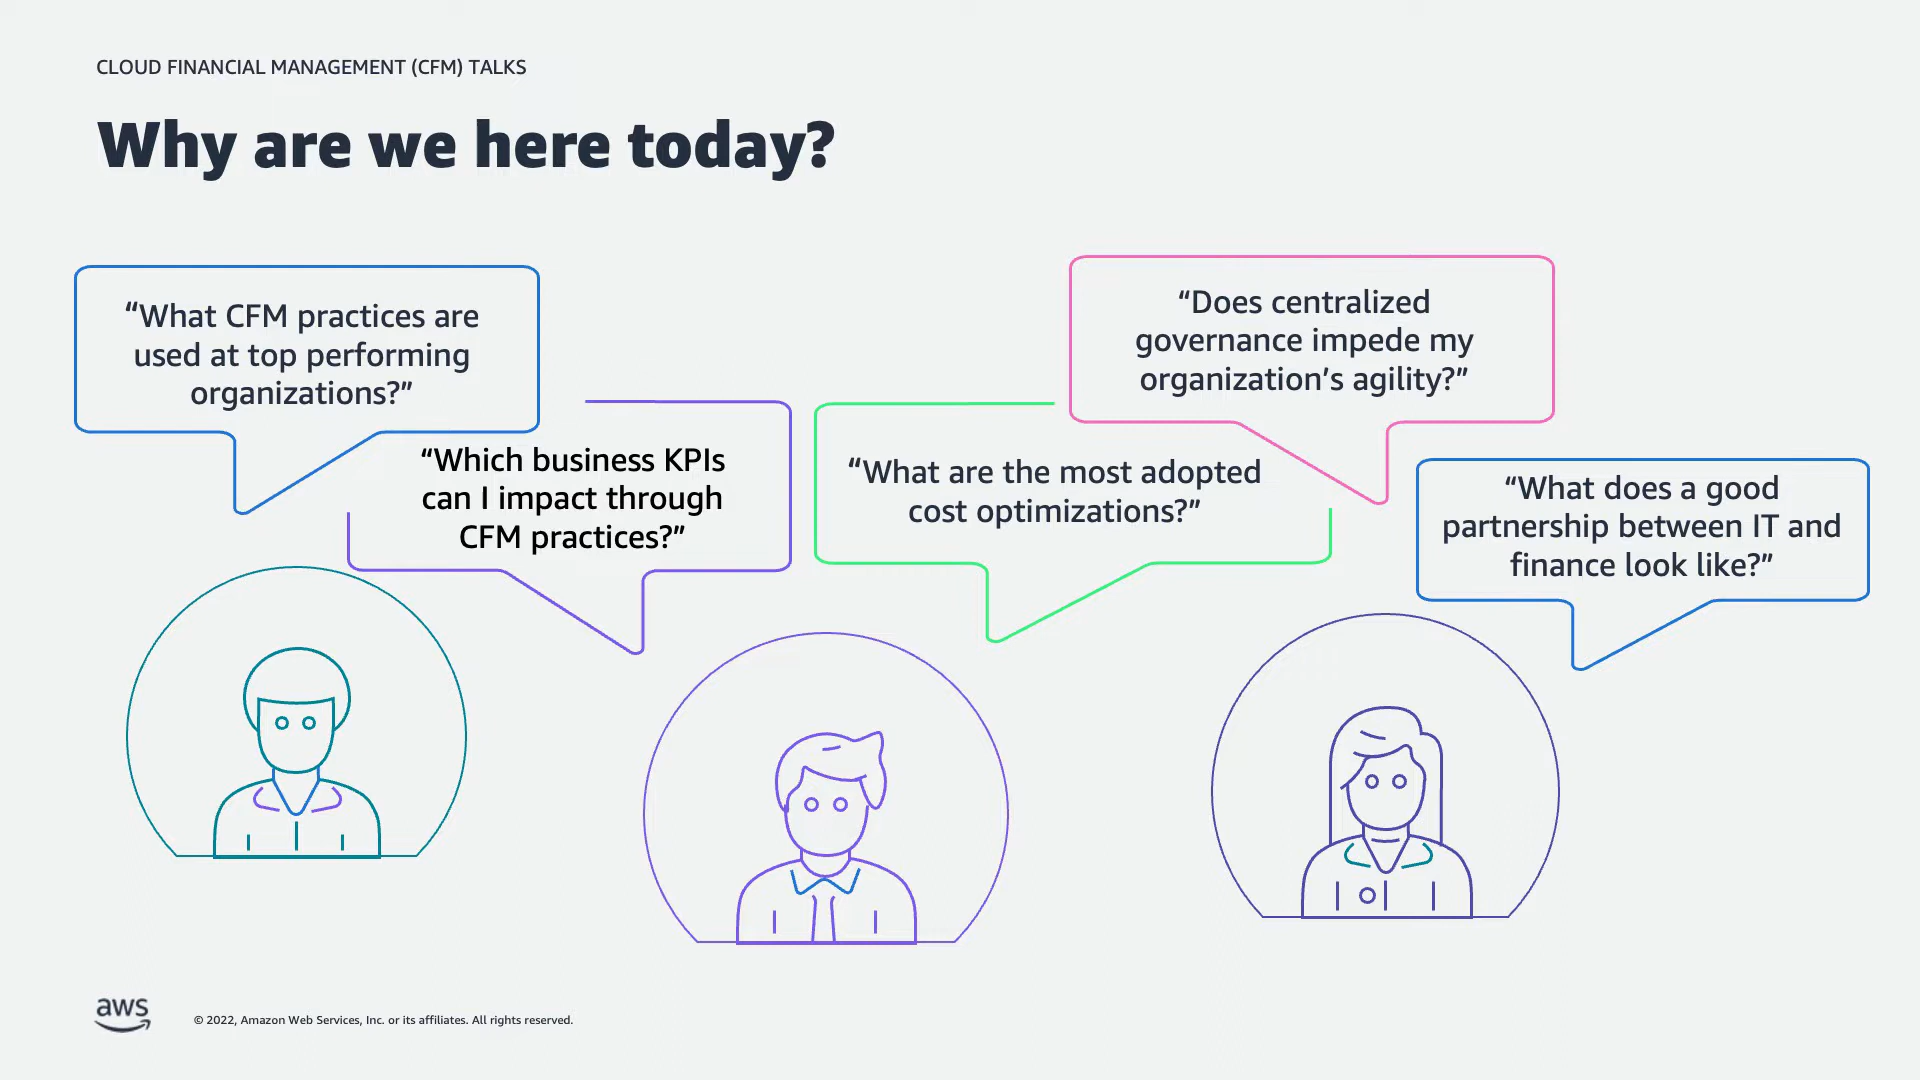 CLOUD FINANCIAL MANAGEMENT (CFM) TALKS
Why are we here today?
“What CFM practices are
used at top performing
organizations?”
“Which business KPIs
can I impact through
CFM practices?”
“What are the most adopted
cost optimizations?”
“Does centralized
governance impede my
organization’s agility?”
“What does a good
partnership between IT and
finance look like?”
aws
© 2022, Amazon Web Services, Inc. or its affiliates. All rights reserved.